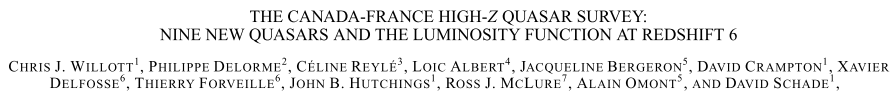 THE CANADA-FRANCE HIGH-Z QUASAR SURVEY:
NINE NEW QUASARS AND THE LUMINOSITY FUNCTION AT REDSHIFT 6
CHRIS J. WILLOTT¹, PHILIPPE DELORME², CÉLINE REYLÉ³, LOIC ALBERT⁴, JACQUELINE BERGERON⁵, DAVID CRAMPTON¹, XAVIER
DELFOSSE⁶, THIERRY FORVEILLE⁶, JOHN B. HUTCHINGS¹, ROSS J. MCLURE⁷, ALAIN OMONT⁵, AND DAVID SCHADE¹,